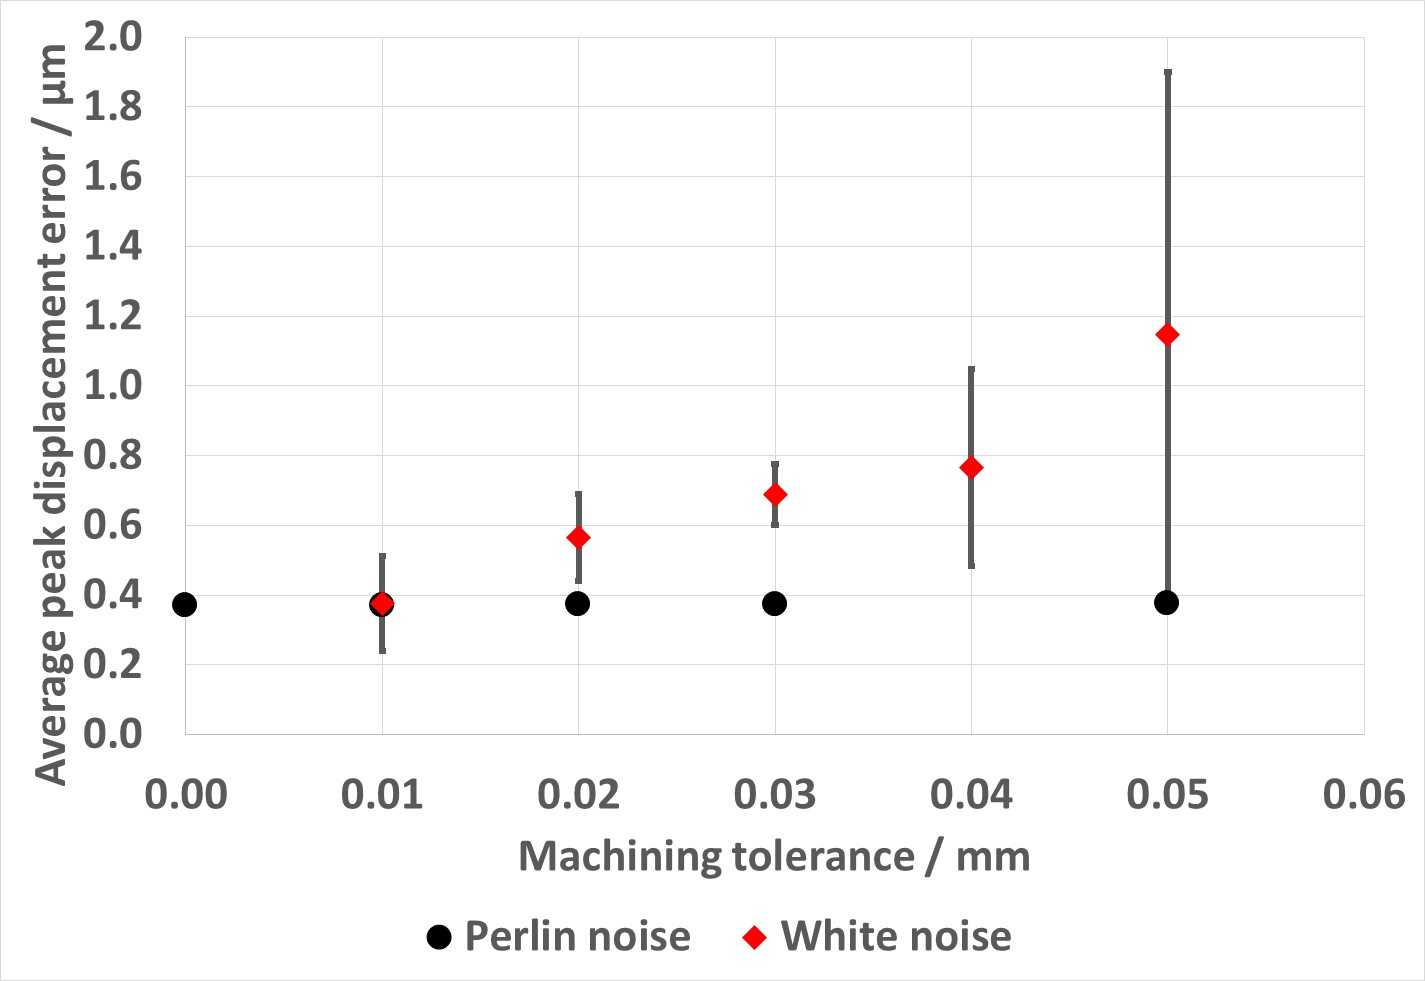 Average peak displacement error / µm
2.0
1.8
1.6
1.4
1.2
1.0
0.8
0.6
0.4
0.2
0.0
0.00 0.01 0.02 0.03 0.04 0.05 0.06
Machining tolerance / mm
Perlin noise White noise